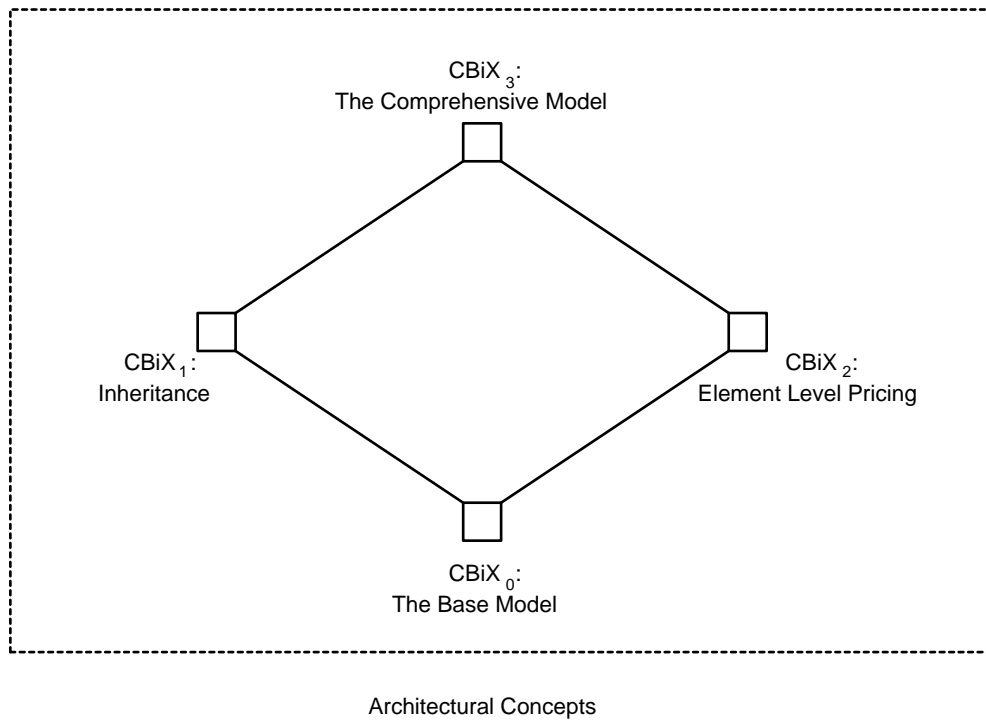 CBiX 3:
The Comprehensive Model
CBiX 1:
Inheritance
CBiX 2:
Element Level Pricing
CBiX 0:
The Base Model
Architectural Concepts